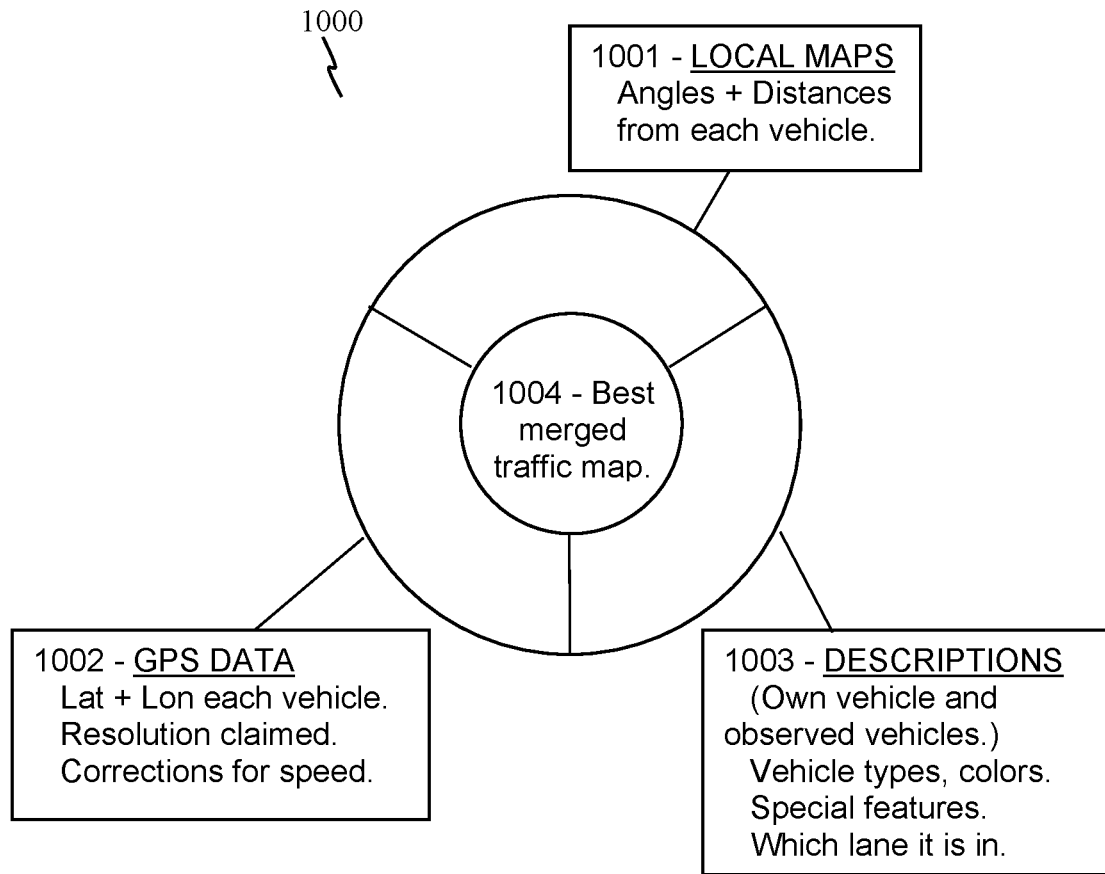 1000
1001 - LOCAL MAPS
Angles + Distances
from each vehicle.
1004 - Best
merged
traffic map.
1002 - GPS DATA
Lat + Lon each vehicle.
Resolution claimed.
Corrections for speed.
1003 - DESCRIPTIONS
(Own vehicle and
observed vehicles.)
Vehicle types, colors.
Special features.
Which lane it is in.